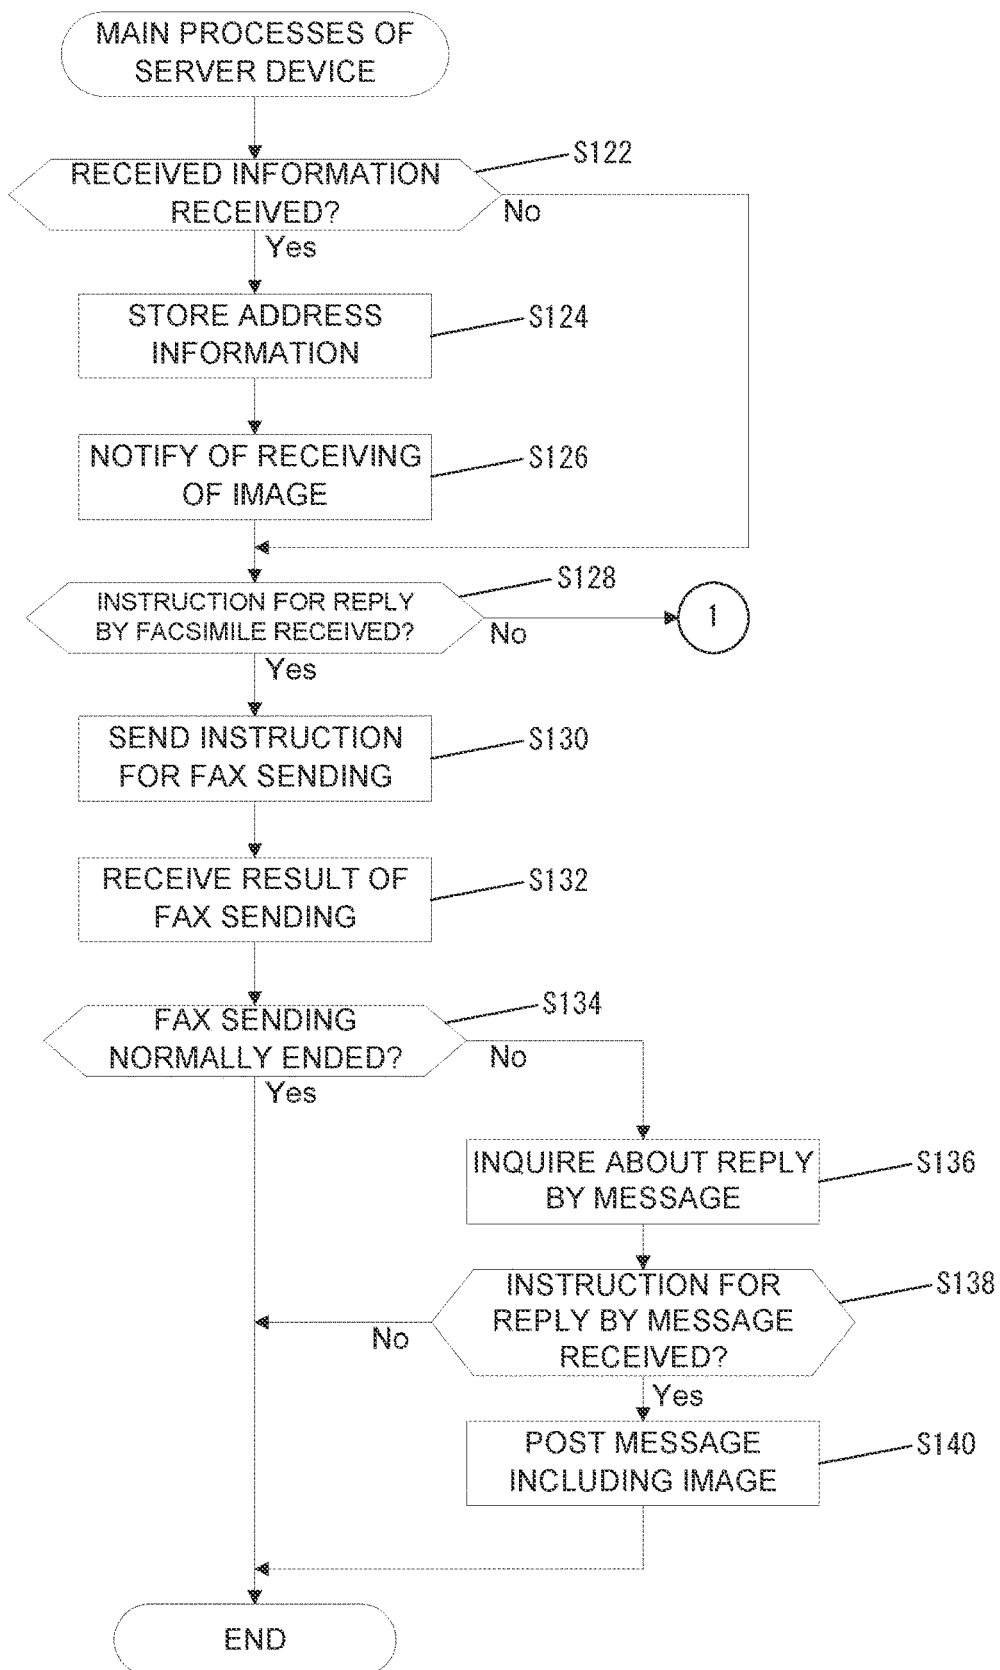 MAIN PROCESSES OF
SERVER DEVICE
S122
RECEIVED INFORMATION
RECEIVED?
No
Yes
STORE ADDRESS
INFORMATION
S124
NOTIFY OF RECEIVING
OF IMAGE
S126
S128
INSTRUCTION FOR REPLY
BY FACSIMILE RECEIVED?
No
1
Yes
SEND INSTRUCTION
FOR FAX SENDING
S130
RECEIVE RESULT OF
FAX SENDING
S132
S134
FAX SENDING
NORMALLY ENDED?
No
Yes
INQUIRE ABOUT REPLY
BY MESSAGE
S136
INSTRUCTION FOR
REPLY BY MESSAGE
RECEIVED?
S138
No
Yes
POST MESSAGE
INCLUDING IMAGE
S140
END